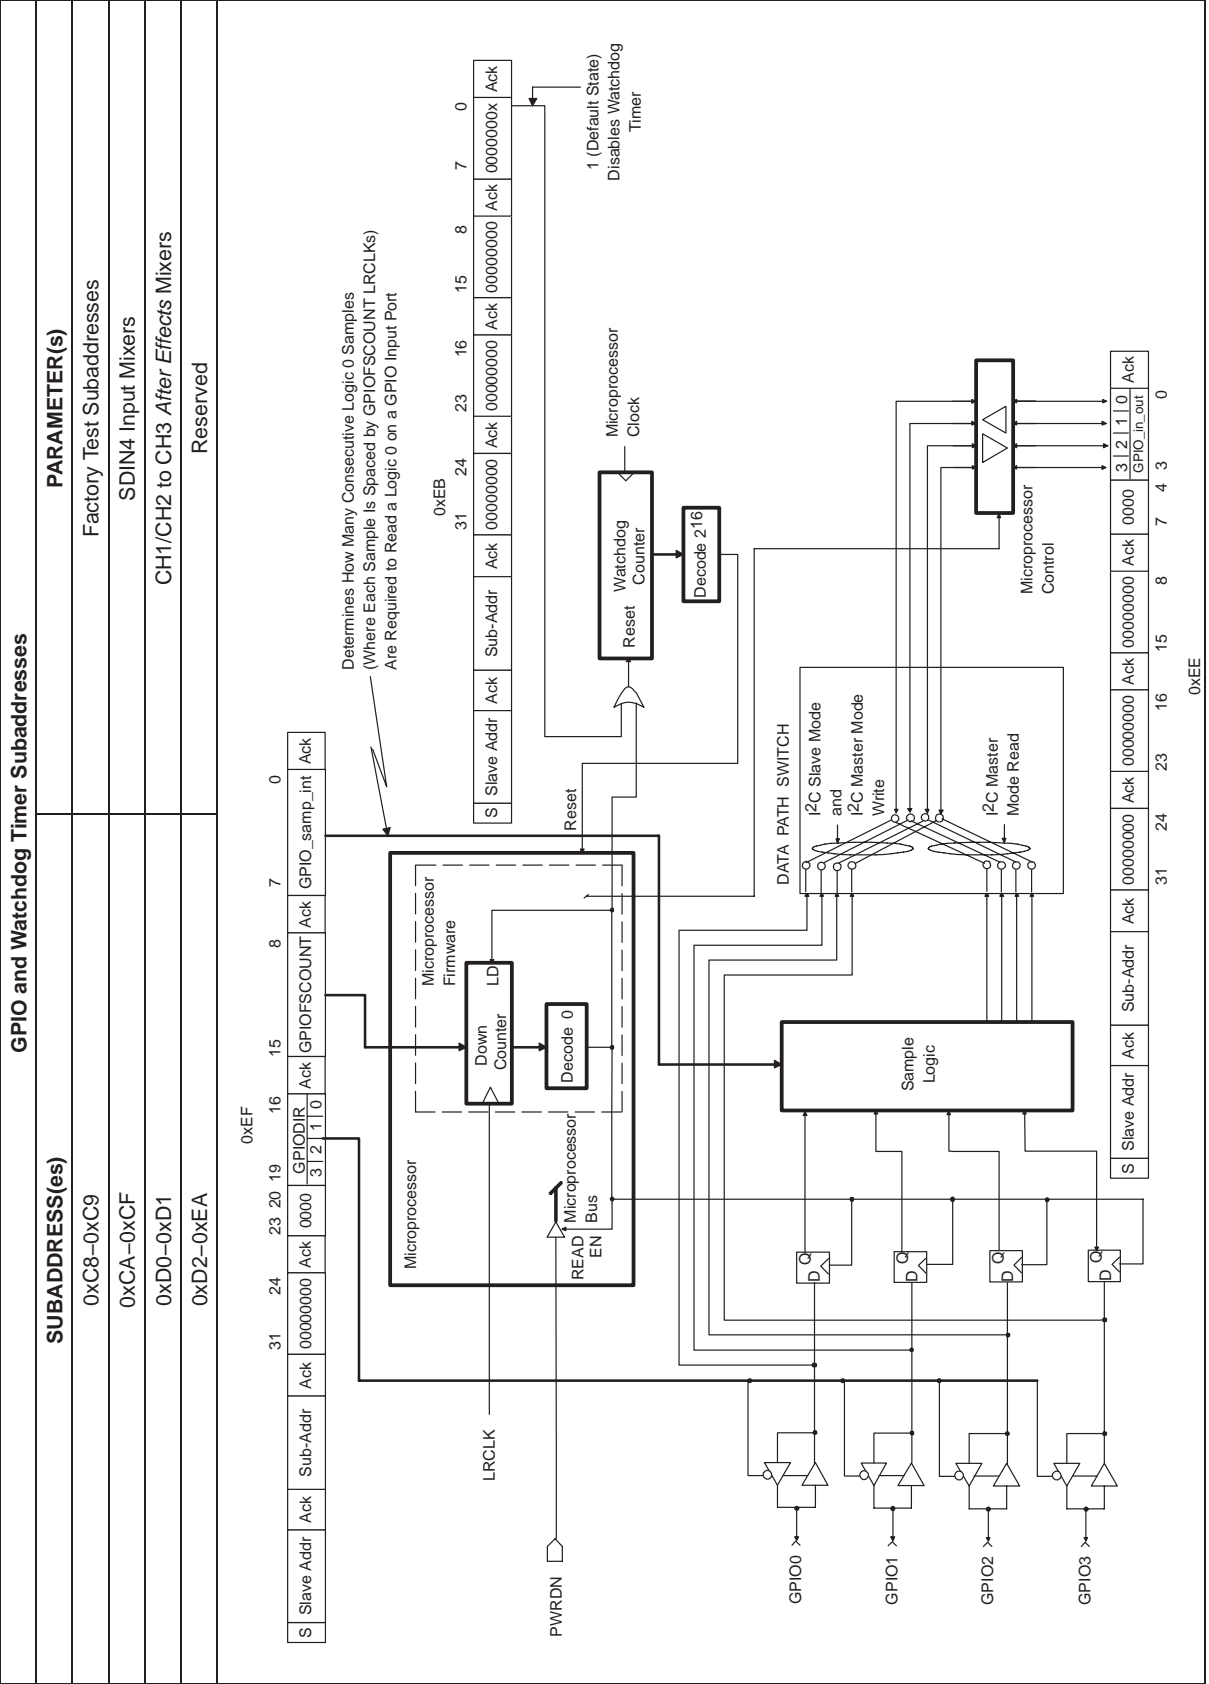 GPIO and Watchdog Timer Subaddresses
SUBADDRESS(es) PARAMETER(s)
0xC8–0xC9 Factory Test Subaddresses
0xCA–0xCF SDIN4 Input Mixers
0xD0–0xD1 CH1/CH2 to CH3 After Effects Mixers
0xD2–0xEA Reserved
0xEF
31 24 23 20 19 16 15 8 7 0
S Slave Addr Ack Sub-Addr Ack 00000000 Ack 0000 GPIODIR 3 2 1 0 Ack GPIOFSCOUNT Ack GPIO_samp_int Ack
Determines How Many Consecutive Logic 0 Samples
(Where Each Sample Is Spaced by GPIOFSCOUNT LRCLKs)
Are Required to Read a Logic 0 on a GPIO Input Port
0xEB
31 24 23 16 15 8 7 0
S Slave Addr Ack Sub-Addr Ack 00000000 Ack 00000000 Ack 00000000 Ack 0000000x Ack
1 (Default State)
Disables Watchdog
Timer
Microprocessor
Microprocessor
Firmware
Down
Counter
LD
Decode 0
LRCLK
PWRDN
READ
EN
Microprocessor
Bus
Reset
Reset
Watchdog
Counter
Microprocessor
Clock
Decode 216
DATA PATH SWITCH
I2C Slave Mode
and
I2C Master Mode
Write
I2C Master
Mode Read
Sample
Logic
Microprocessor
Control
D Q
D Q
D Q
D Q
GPIO0
GPIO1
GPIO2
GPIO3
S Slave Addr Ack Sub-Addr Ack 00000000 Ack 00000000 Ack 00000000 Ack 0000 3 2 1 0 GPIO_in_out Ack
31 24 23 16 15 8 7 4 3 0
0xEE